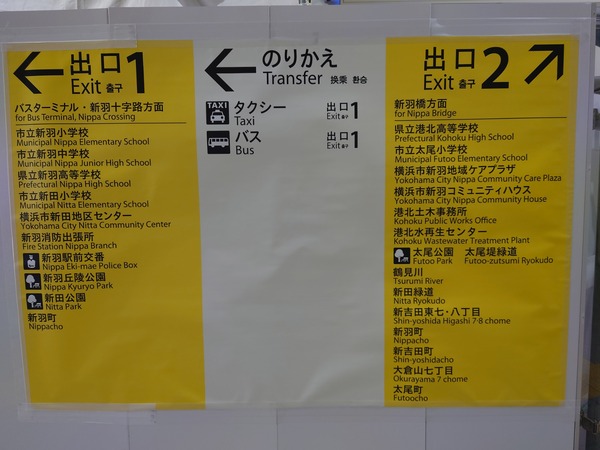 出口 1
Exit 출구
バスターミナル・新羽十字路方面
for Bus Terminal, Nippa Crossing
市立新羽小学校
Municipal Nippa Elementary School
市立新羽中学校
Municipal Nippa Junior High School
県立新羽高等学校
Prefectural Nippa High School
市立新田小学校
Municipal Nitta Elementary School
横浜市新田地区センター
Yokohama City Nitta Community Center
新羽消防出張所
Fire Station Nippa Branch
新羽駅前交番
Nippa Eki-mae Police Box
新羽丘陵公園
Nippa Kyuryo Park
新田公園
Nitta Park
新羽町
Nippacho
のりかえ
Transfer 换乘 환승
TAXI タクシー 出口 1
Taxi Exit 출구
バス 出口 1
Bus Exit 출구
出口 2
Exit 출구
新羽橋方面
for Nippa Bridge
県立港北高等学校
Prefectural Kohoku High School
市立太尾小学校
Municipal Futoo Elementary School
横浜市新羽地域ケアプラザ
Yokohama City Nippa Community Care Plaza
横浜市新羽コミュニティハウス
Yokohama City Nippa Community House
港北土木事務所
Kohoku Public Works Office
港北水再生センター
Kohoku Wastewater Treatment Plant
太尾公園 太尾堤緑道
Futoo Park Futoo-zutsumi Ryokudo
鶴見川
Tsurumi River
新田緑道
Nitta Ryokudo
新吉田東七・八丁目
Shin-yoshida Higashi 7·8 chome
新羽町
Nippacho
新吉田町
Shin-yoshidacho
大倉山七丁目
Okurayama 7 chome
太尾町
Futoocho